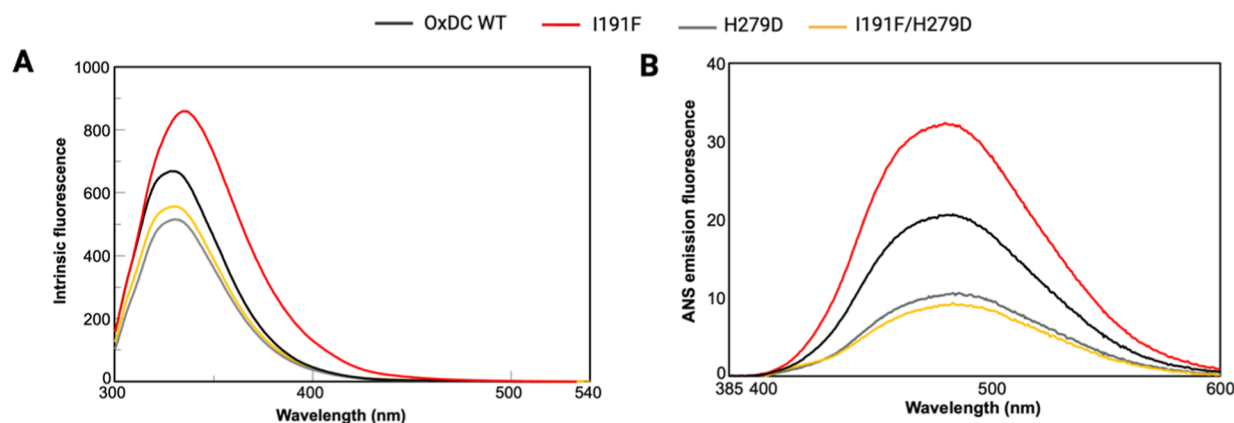 OxDC WT I191F H279D I191F/H279D
A
1000
800
600
400
200
0
300 400 500 540
Intrinsic fluorescence
Wavelength (nm)
B
40
30
20
10
0
385 400 500 600
ANS emission fluorescence
Wavelength (nm)